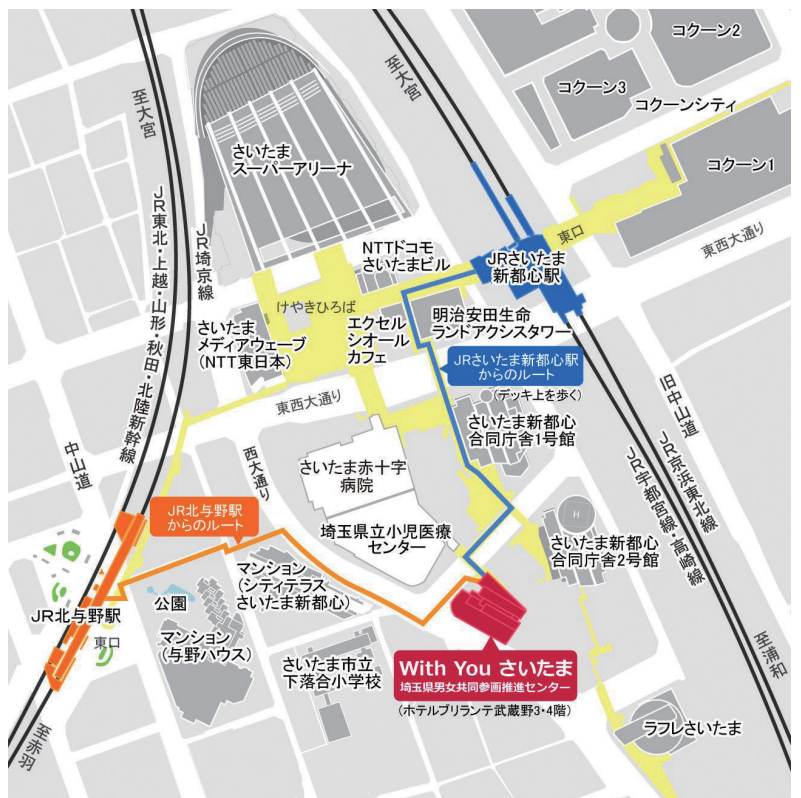 コクーン2
コクーン3
コクーンシティ
コクーン1
至大宮
至大宮
さいたま
スーパーアリーナ
JR埼京線
JR東北・上越・山形・秋田・北陸新幹線
東口
東西大通り
NTTドコモ
さいたまビル
JRさいたま
新都心駅
けやきひろば
さいたま
メディアウェーブ
(NTT東日本)
エクセル
シオール
カフェ
明治安田生命
ランドアクシスタワー
JRさいたま新都心駅
からのルート
(デッキ上を歩く)
東西大通り
旧中山道
JR京浜東北線
JR宇都宮線・高崎線
中山道
西大通り
さいたま新都心
合同庁舎1号館
さいたま赤十字
病院
JR北与野駅
からのルート
埼玉県立小児医療
センター
H
さいたま新都心
合同庁舎2号館
マンション
(シティテラス
さいたま新都心)
公園
JR北与野駅
東口
マンション
(与野ハウス)
さいたま市立
下落合小学校
With You さいたま
埼玉県男女共同参画推進センター
(ホテルブリランテ武蔵野3・4階)
至浦和
至赤羽
ラフレさいたま